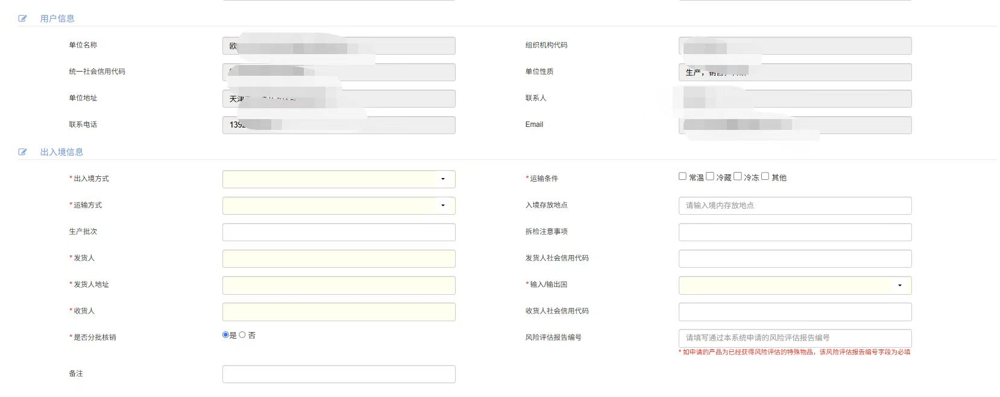 用户信息
单位名称 欧 组织机构代码
统一社会信用代码 单位性质 生产，销售，
单位地址 天津 联系人
联系电话 139 Email
出入境信息
*出入境方式 *运输条件 常温 冷藏 冷冻 其他
*运输方式 入境存放地点 请输入境内存放地点
生产批次 拆检注意事项
*发货人 发货人社会信用代码
*发货人地址 *输入/输出国
*收货人 收货人社会信用代码
*是否分批核销 是 否 风险评估报告编号 请填写通过本系统申请的风险评估报告编号
*如申请的产品为已经获得风险评估的特殊物品，该风险评估报告编号字段为必填
备注